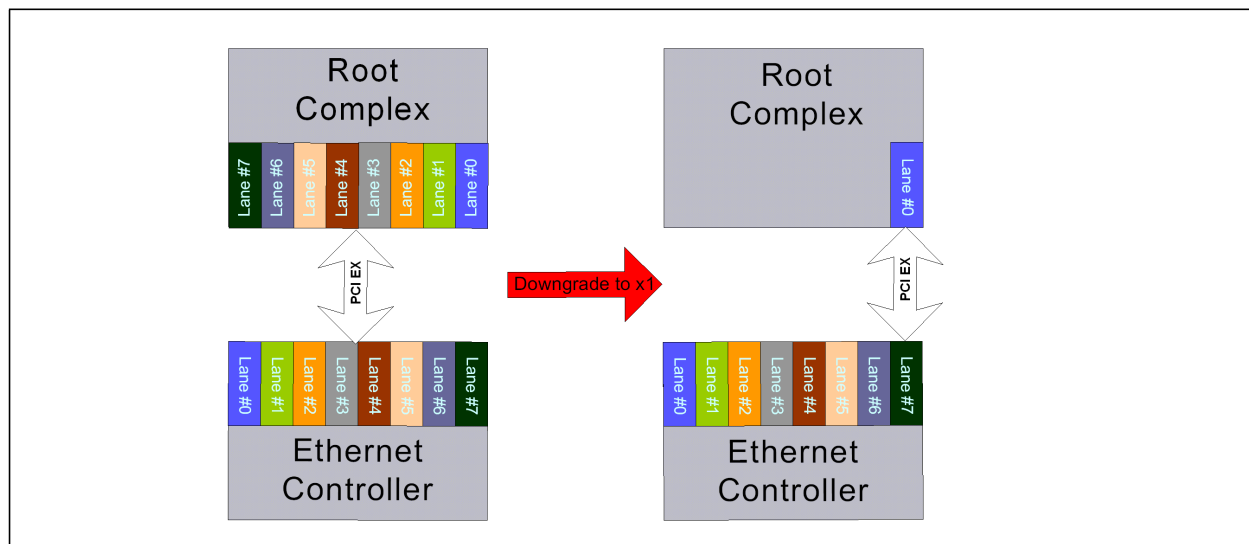 Root
Complex
Lane #7
Lane #6
Lane #5
Lane #4
Lane #3
Lane #2
Lane #1
Lane #0
PCI EX
Lane #0
Lane #1
Lane #2
Lane #3
Lane #4
Lane #5
Lane #6
Lane #7
Ethernet
Controller
Downgrade to x1
Root
Complex
Lane #0
PCI EX
Lane #0
Lane #1
Lane #2
Lane #3
Lane #4
Lane #5
Lane #6
Lane #7
Ethernet
Controller